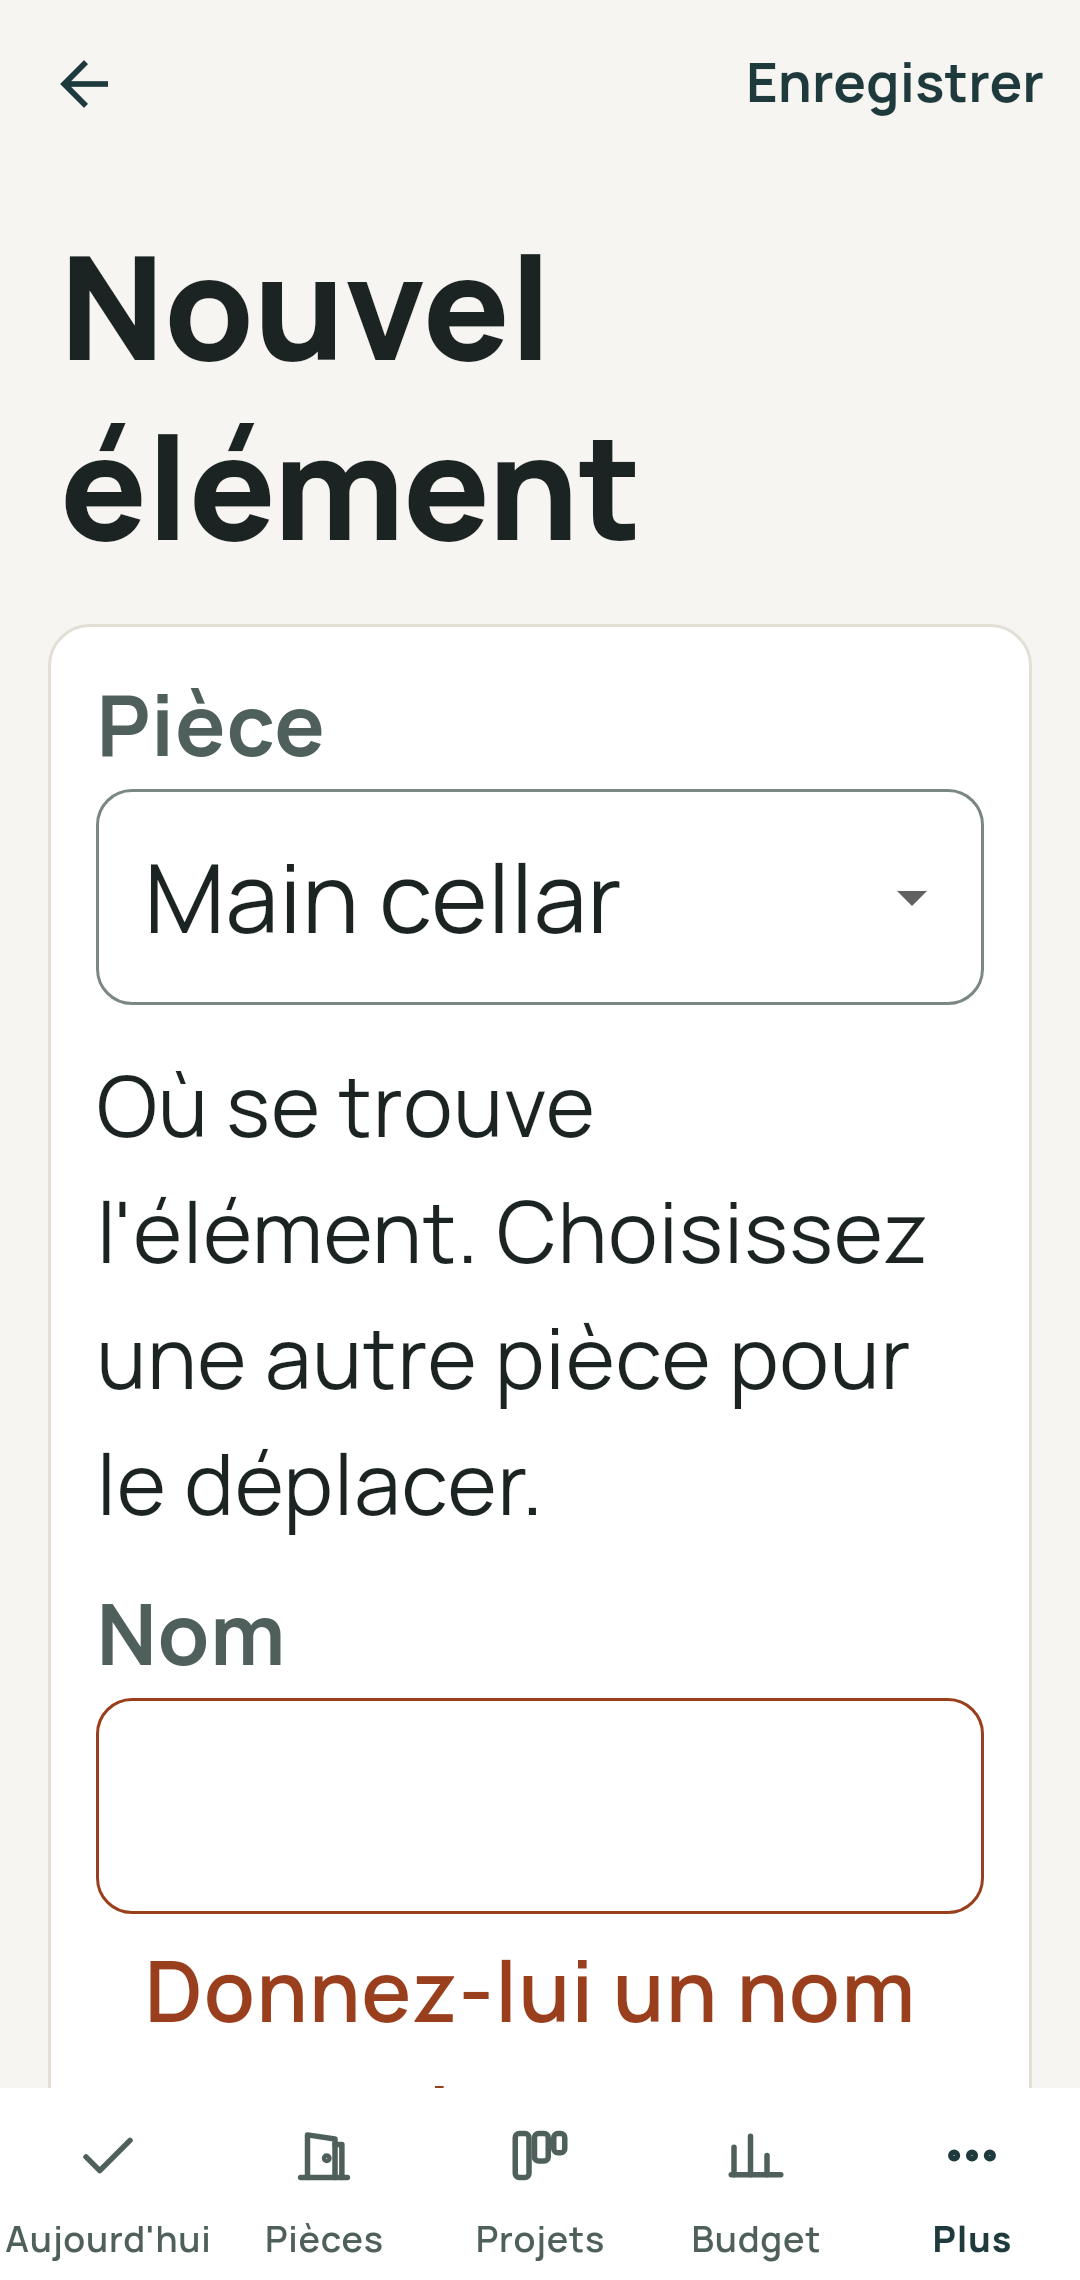 Enregistrer
Nouvel
élément
Pièce
Main cellar
Où se trouve
l'élément. Choisissez
une autre pièce pour
le déplacer.
Nom
Donnez-lui un nom
Aujourd'hui
Pièces
Projets
Budget
Plus